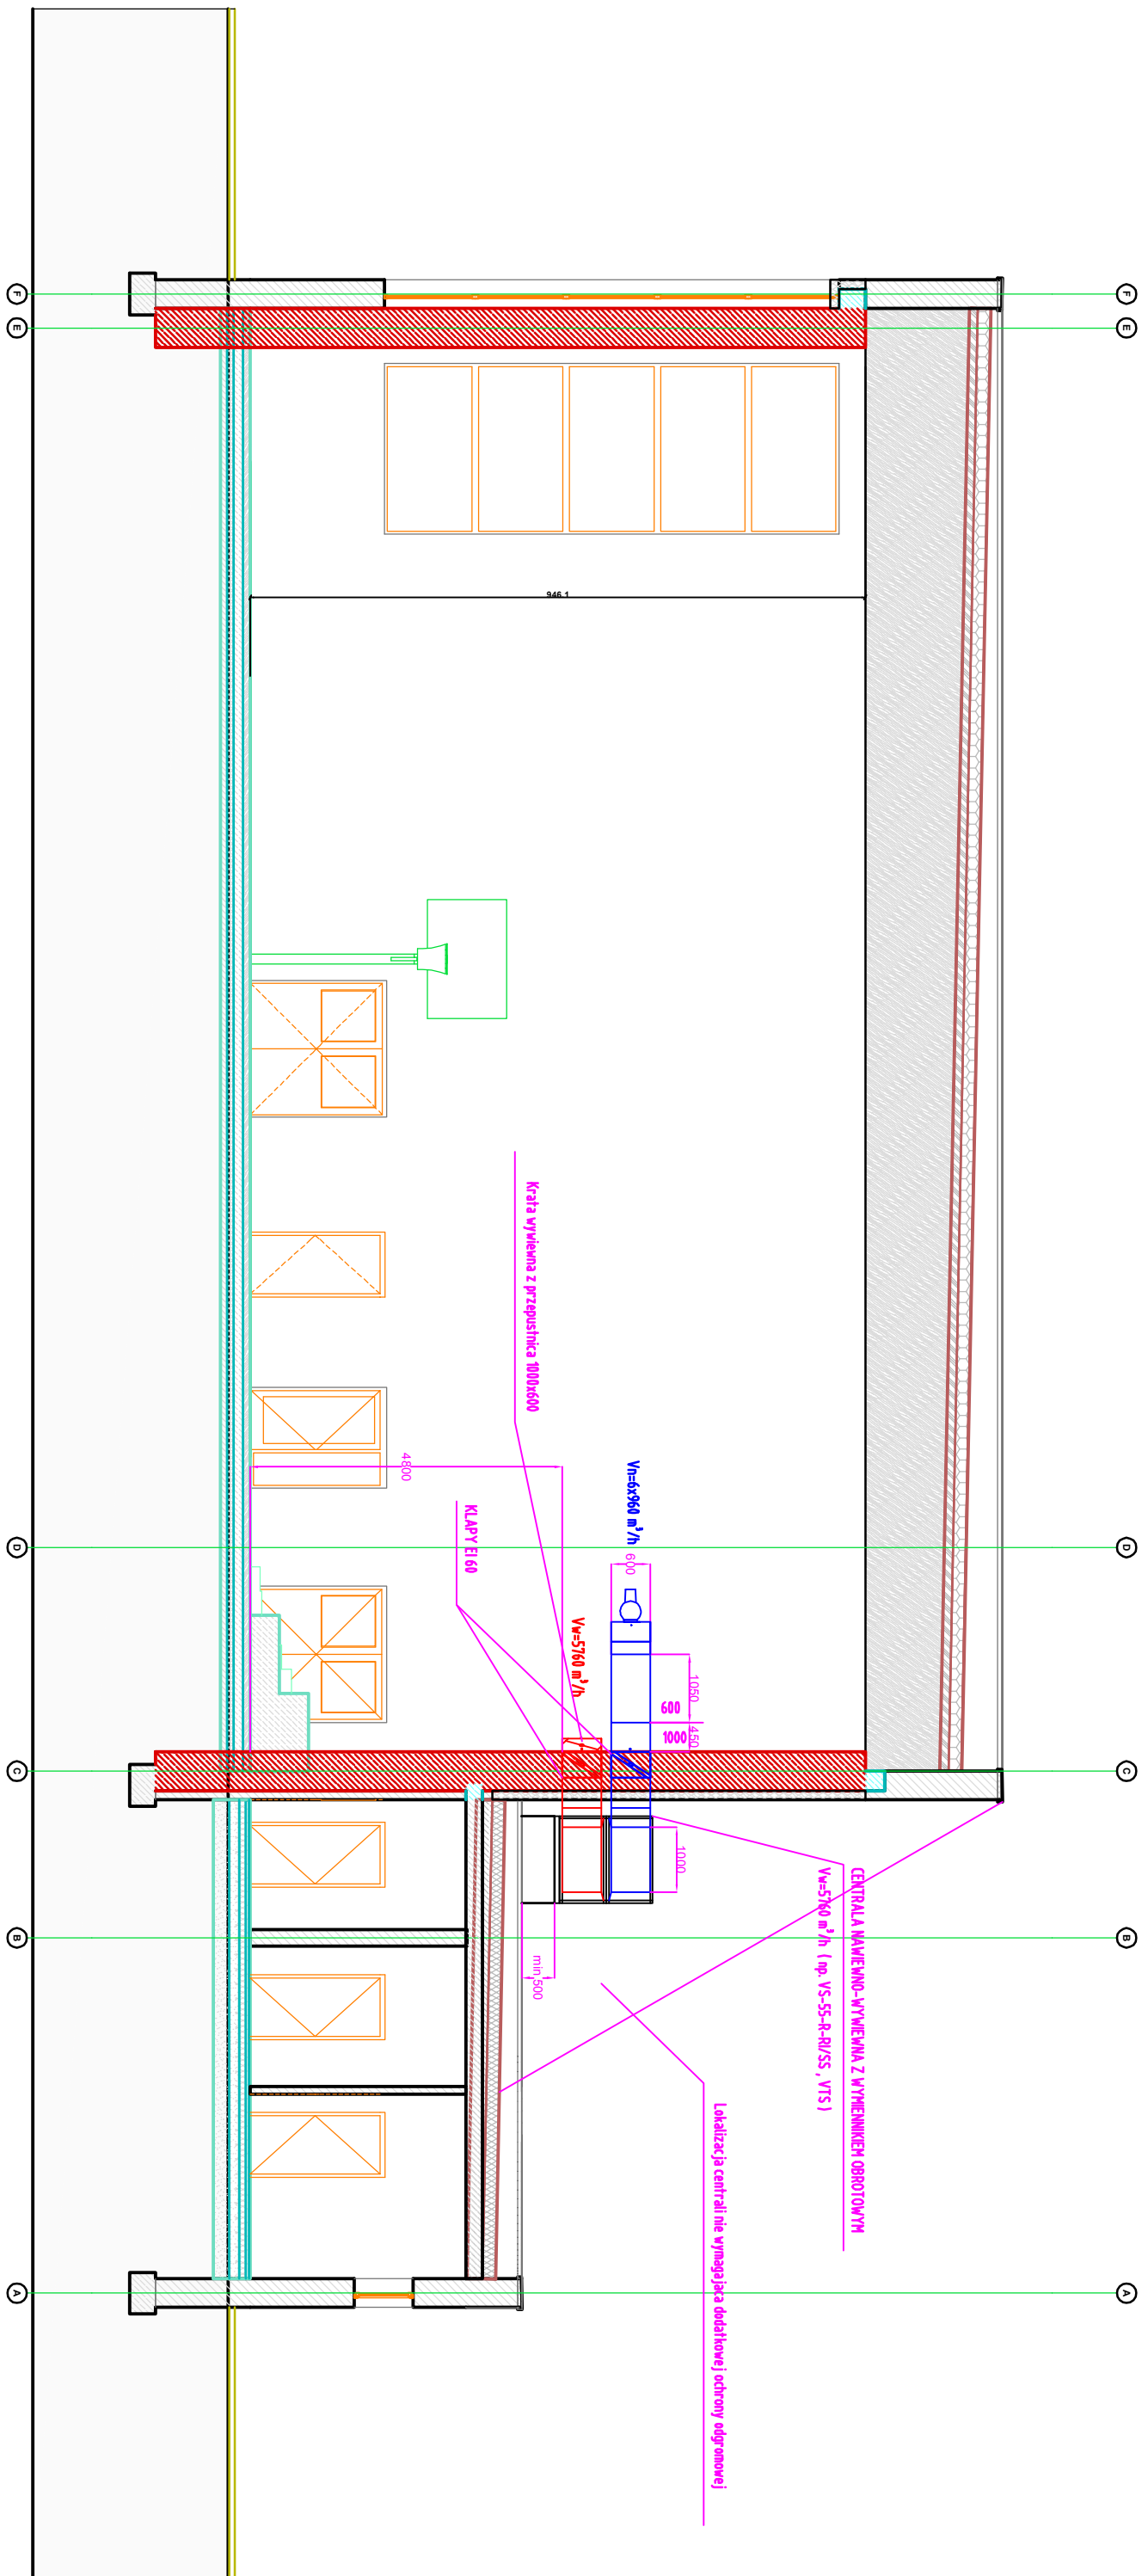 F
E
D
C
B
A
946.1
Krata wywiewna z przepustnica 1000x600
4800
KLAPY EI 60
Vn=6x960 m³/h
600
Vw=5760 m³/h
1050
450
600
1000
1000
min 500
CENTRALA NAWIEWNO-WYWIEWNA Z WYMIENNIKIEM OBROTOWYM
Vw=5760 m³/h ( np. VS-55-R-RI/SS , VTS )
Lokalizacja centrali nie wymagajaca dodatkowej ochrony odgromowej
F
E
D
C
B
A